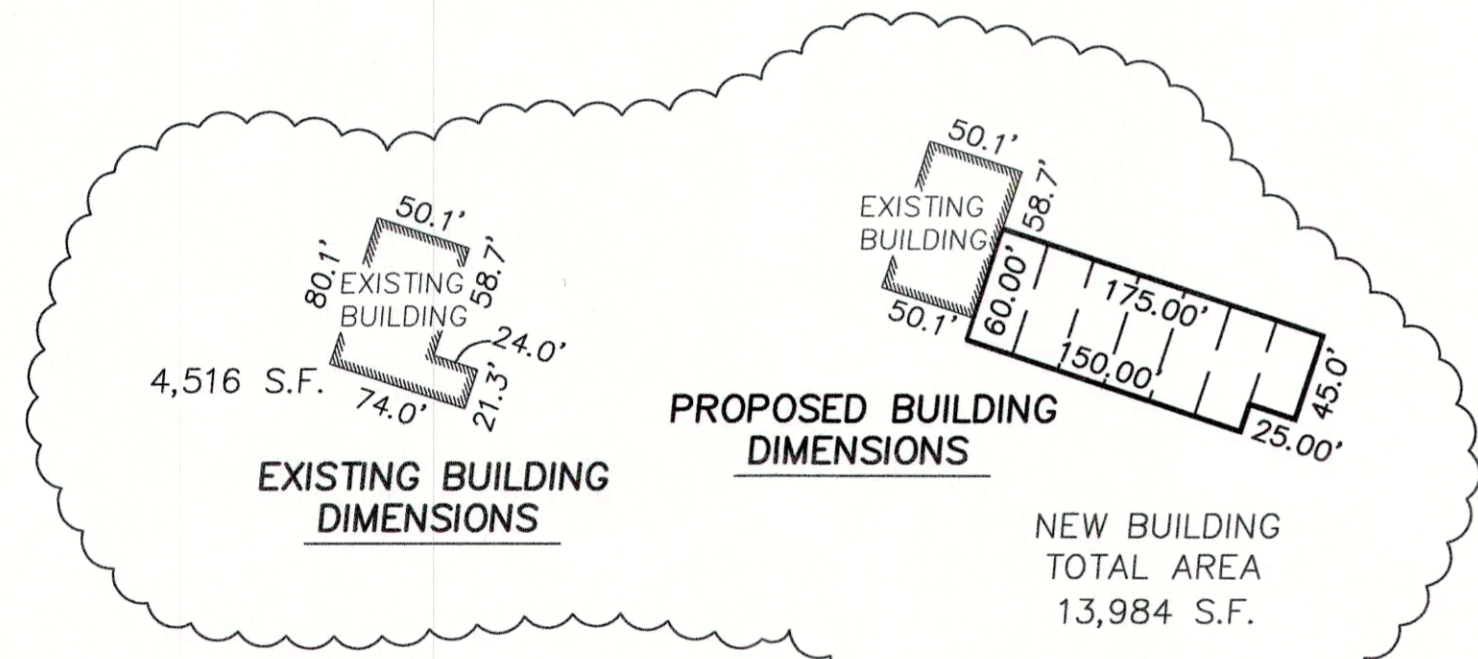 50.1'
80.1'
EXISTING
BUILDING
58.7'
24.0'
21.3'
74.0'
4,516 S.F.
EXISTING BUILDING
DIMENSIONS
50.1'
58.7'
EXISTING
BUILDING
50.1'
60.00'
175.00'
150.00'
45.0'
25.00'
PROPOSED BUILDING
DIMENSIONS
NEW BUILDING
TOTAL AREA
13,984 S.F.